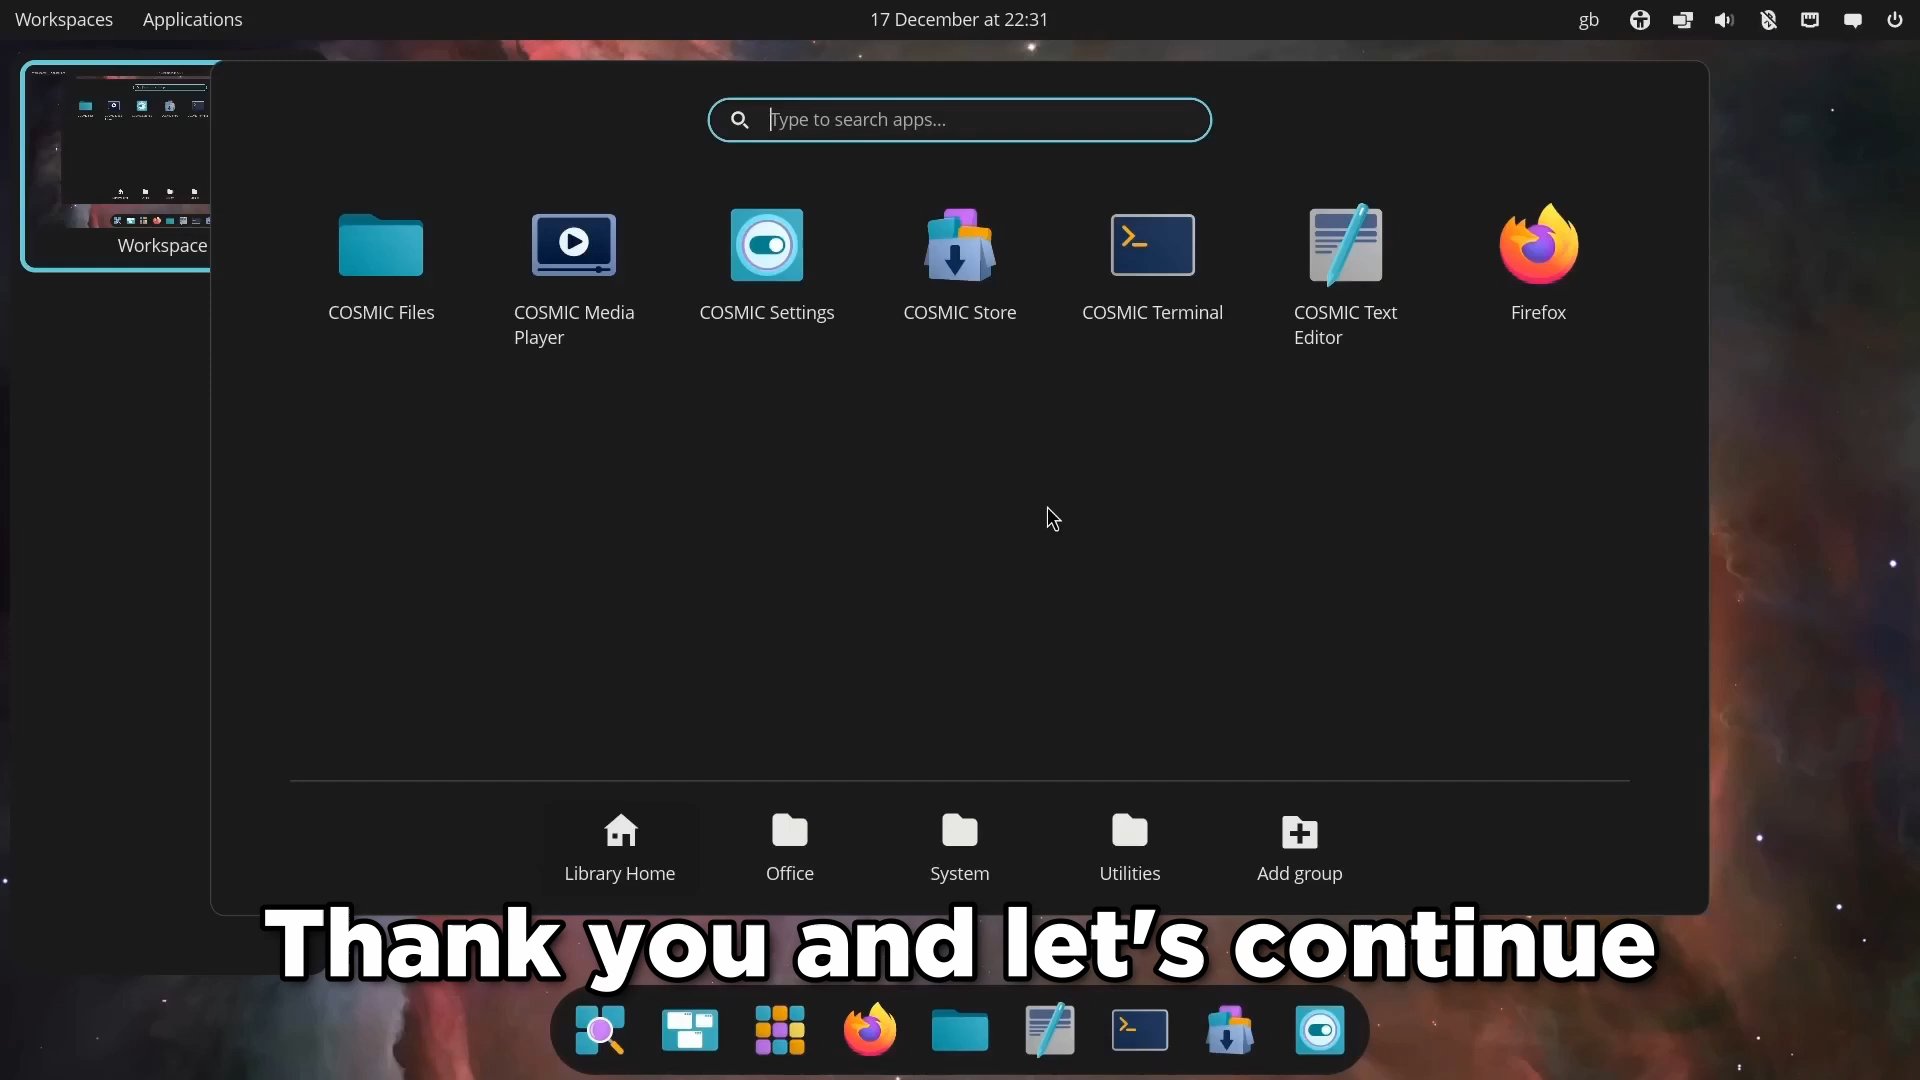 Workspaces Applications 17 December at 22:31 gb
Type to search apps...
Workspace
COSMIC Files
COSMIC Media Player
COSMIC Settings
COSMIC Store
COSMIC Terminal
COSMIC Text Editor
Firefox
Library Home
Office
System
Utilities
Add group
Thank you and let's continue